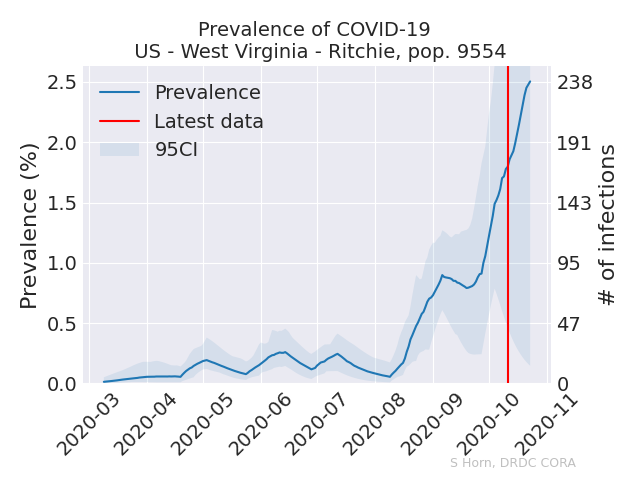 Prevalence of COVID-19
US - West Virginia - Ritchie, pop. 9554
Prevalence
Latest data
95CI
Prevalence (%)
2.5
2.0
1.5
1.0
0.5
0.0
238
191
143
95
47
0
# of infections
2020-03
2020-04
2020-05
2020-06
2020-07
2020-08
2020-09
2020-10
2020-11
S Horn, DRDC CORA